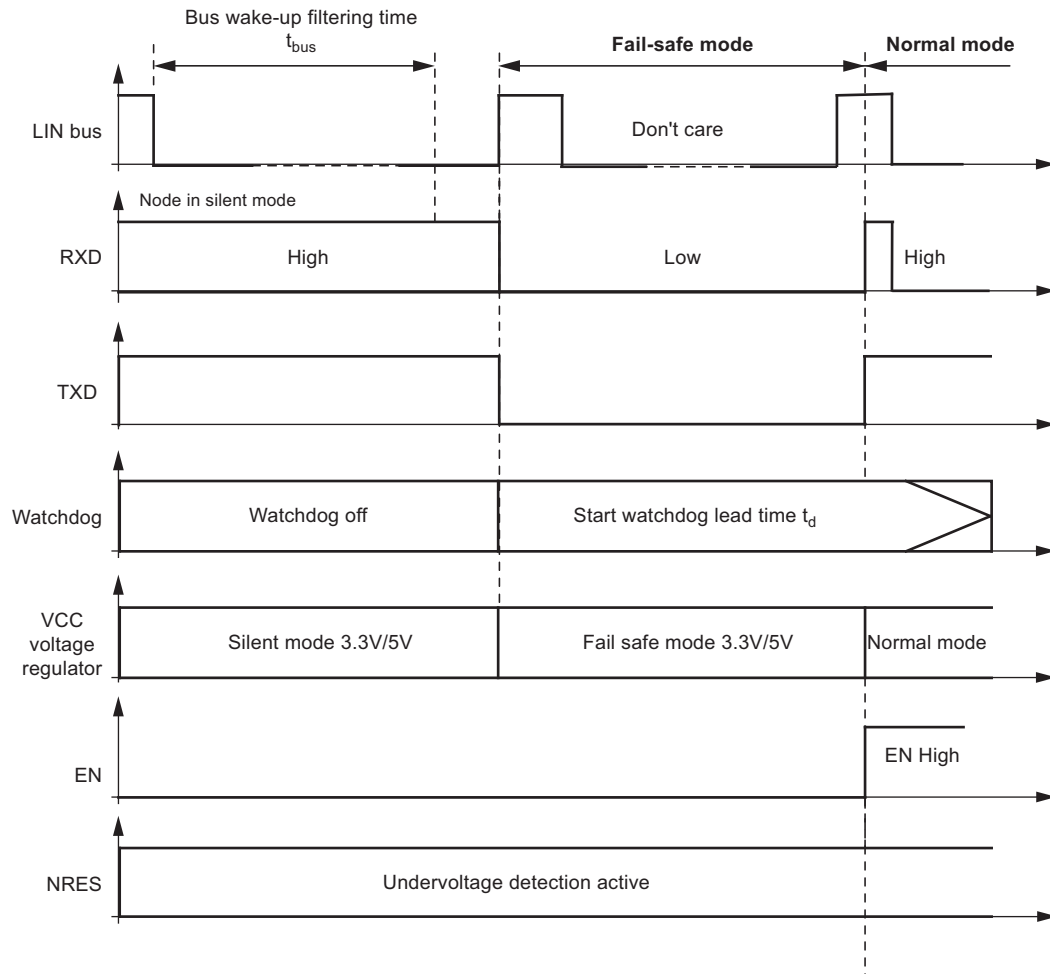 Bus wake-up filtering time
tbus
Fail-safe mode
Normal mode
LIN bus
Don't care
Node in silent mode
RXD
High
Low
High
TXD
Watchdog
Watchdog off
Start watchdog lead time td
VCC
voltage
regulator
Silent mode 3.3V/5V
Fail safe mode 3.3V/5V
Normal mode
EN
EN High
NRES
Undervoltage detection active